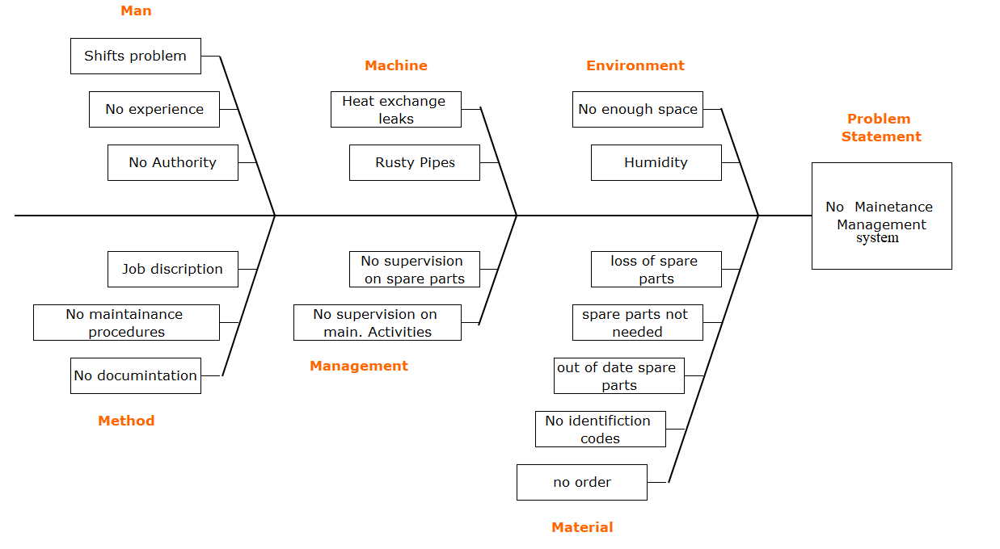 Man
Shifts problem
No experience
No Authority
Machine
Heat exchange
leaks
Rusty Pipes
Environment
No enough space
Humidity
Problem
Statement
No Mainetance
Management
system
Job discription
No maintainance
procedures
No documintation
Method
No supervision
on spare parts
No supervision on
main. Activities
Management
loss of spare
parts
spare parts not
needed
out of date spare
parts
No identifiction
codes
no order
Material